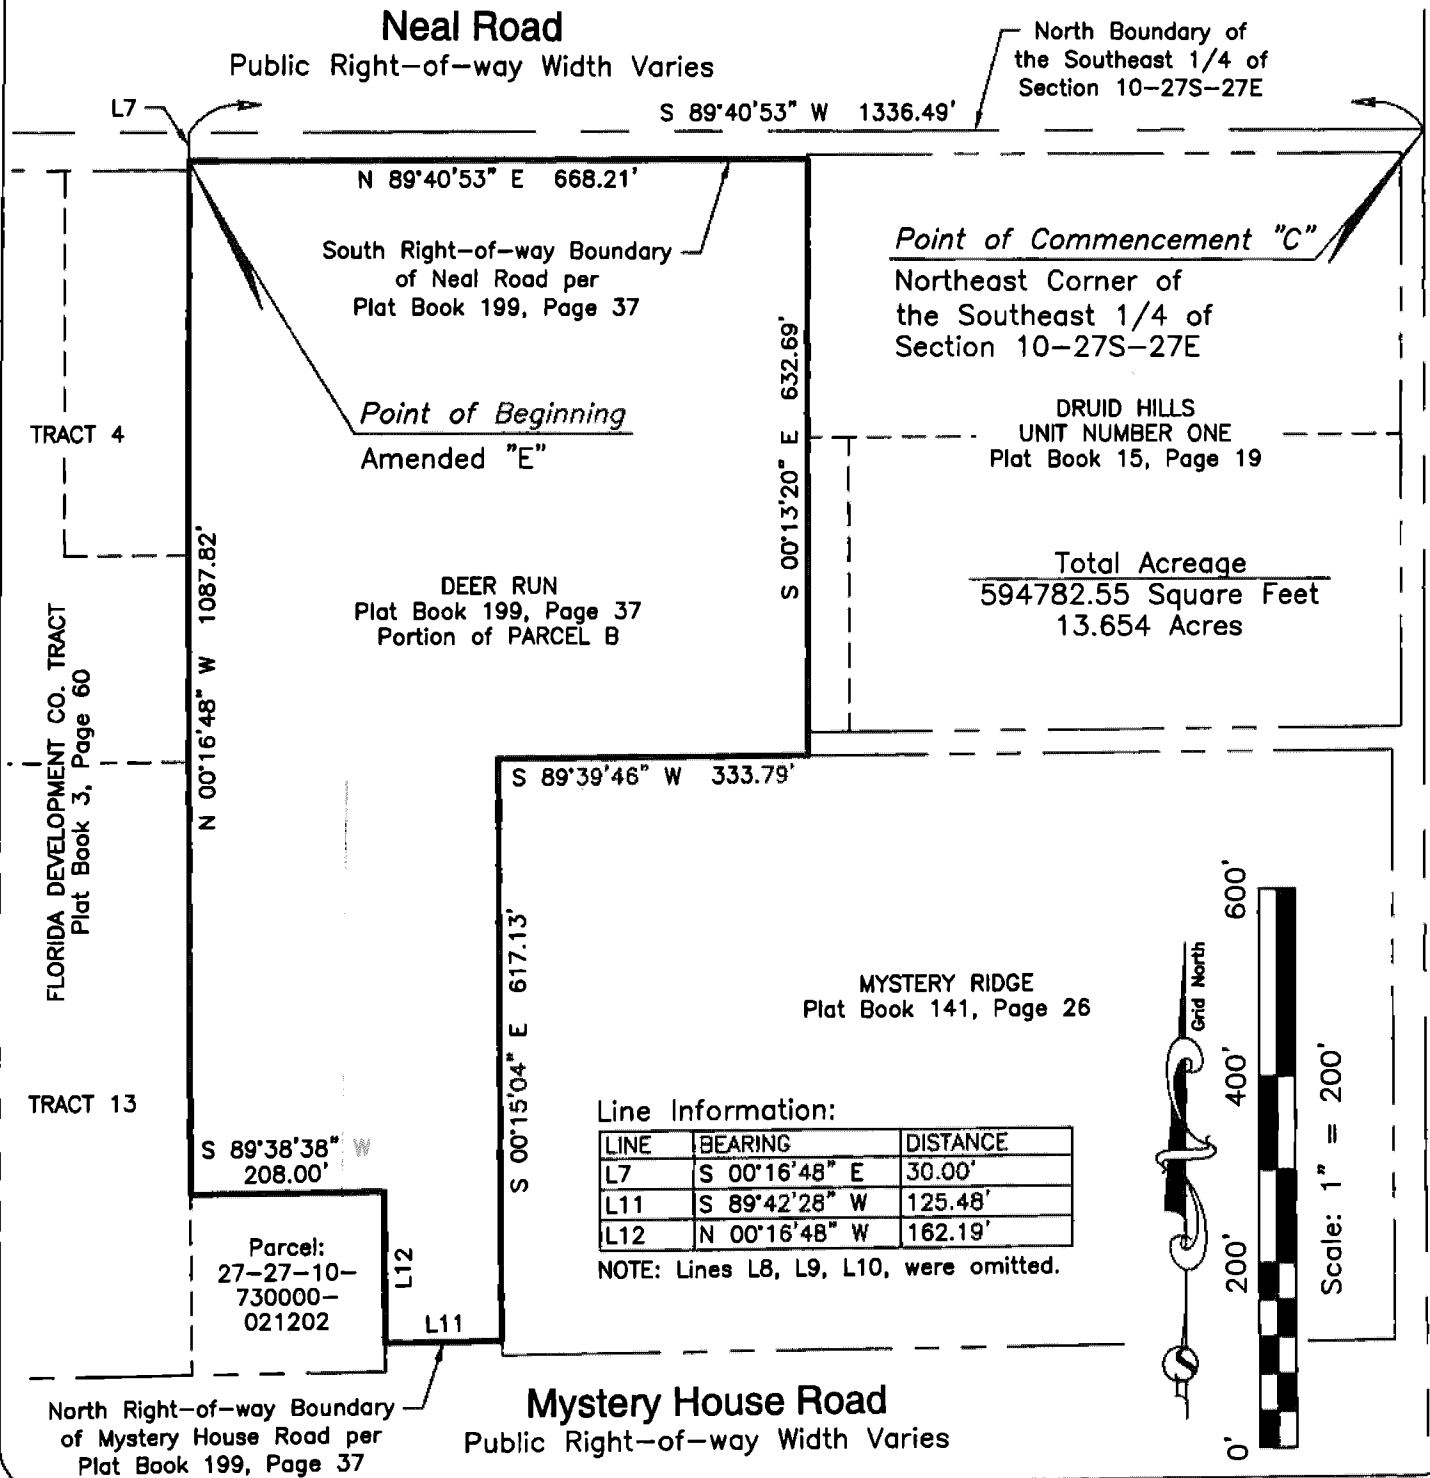 Neal Road
Public Right-of-way Width Varies
North Boundary of
the Southeast 1/4 of
Section 10-27S-27E
L7
S 89°40'53" W 1336.49'
N 89°40'53" E 668.21'
South Right-of-way Boundary
of Neal Road per
Plat Book 199, Page 37
Point of Commencement "C"
Northeast Corner of
the Southeast 1/4 of
Section 10-27S-27E
S 00°13'20" E 632.69'
Point of Beginning
Amended "E"
TRACT 4
DRUID HILLS
UNIT NUMBER ONE
Plat Book 15, Page 19
N 00°16'48" W 1087.82'
DEER RUN
Plat Book 199, Page 37
Portion of PARCEL B
Total Acreage
594782.55 Square Feet
13.654 Acres
FLORIDA DEVELOPMENT CO. TRACT
Plat Book 3, Page 60
S 89°39'46" W 333.79'
S 00°15'04" E 617.13'
MYSTERY RIDGE
Plat Book 141, Page 26
Grid North
600'
400'
200'
0'
Scale: 1" = 200'
TRACT 13
S 89°38'38" W
208.00'
Line Information:
LINE BEARING DISTANCE
L7 S 00°16'48" E 30.00'
L11 S 89°42'28" W 125.48'
L12 N 00°16'48" W 162.19'
NOTE: Lines L8, L9, L10, were omitted.
Parcel:
27-27-10-
730000-
021202
L12
L11
North Right-of-way Boundary
of Mystery House Road per
Plat Book 199, Page 37
Mystery House Road
Public Right-of-way Width Varies